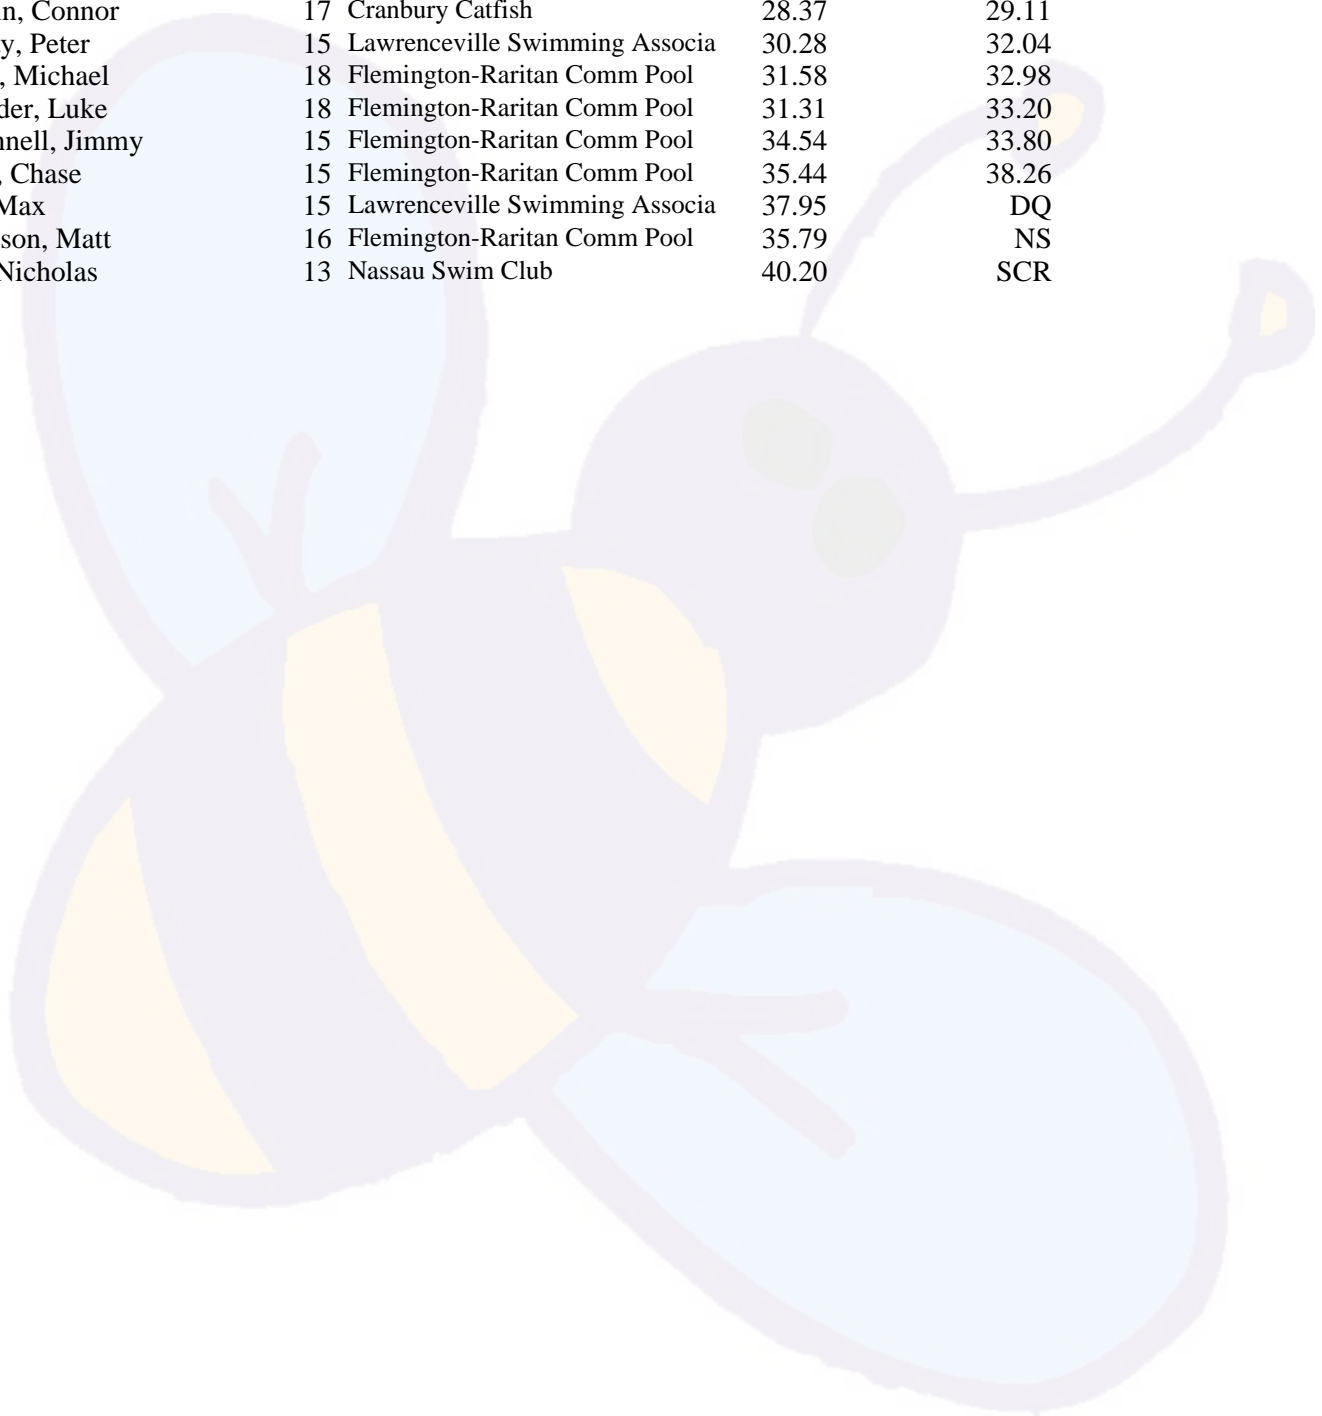 n, Connor 17 Cranbury Catfish 28.37 29.11
y, Peter 15 Lawrenceville Swimming Associa 30.28 32.04
, Michael 18 Flemington-Raritan Comm Pool 31.58 32.98
der, Luke 18 Flemington-Raritan Comm Pool 31.31 33.20
nnell, Jimmy 15 Flemington-Raritan Comm Pool 34.54 33.80
, Chase 15 Flemington-Raritan Comm Pool 35.44 38.26
Max 15 Lawrenceville Swimming Associa 37.95 DQ
son, Matt 16 Flemington-Raritan Comm Pool 35.79 NS
Nicholas 13 Nassau Swim Club 40.20 SCR